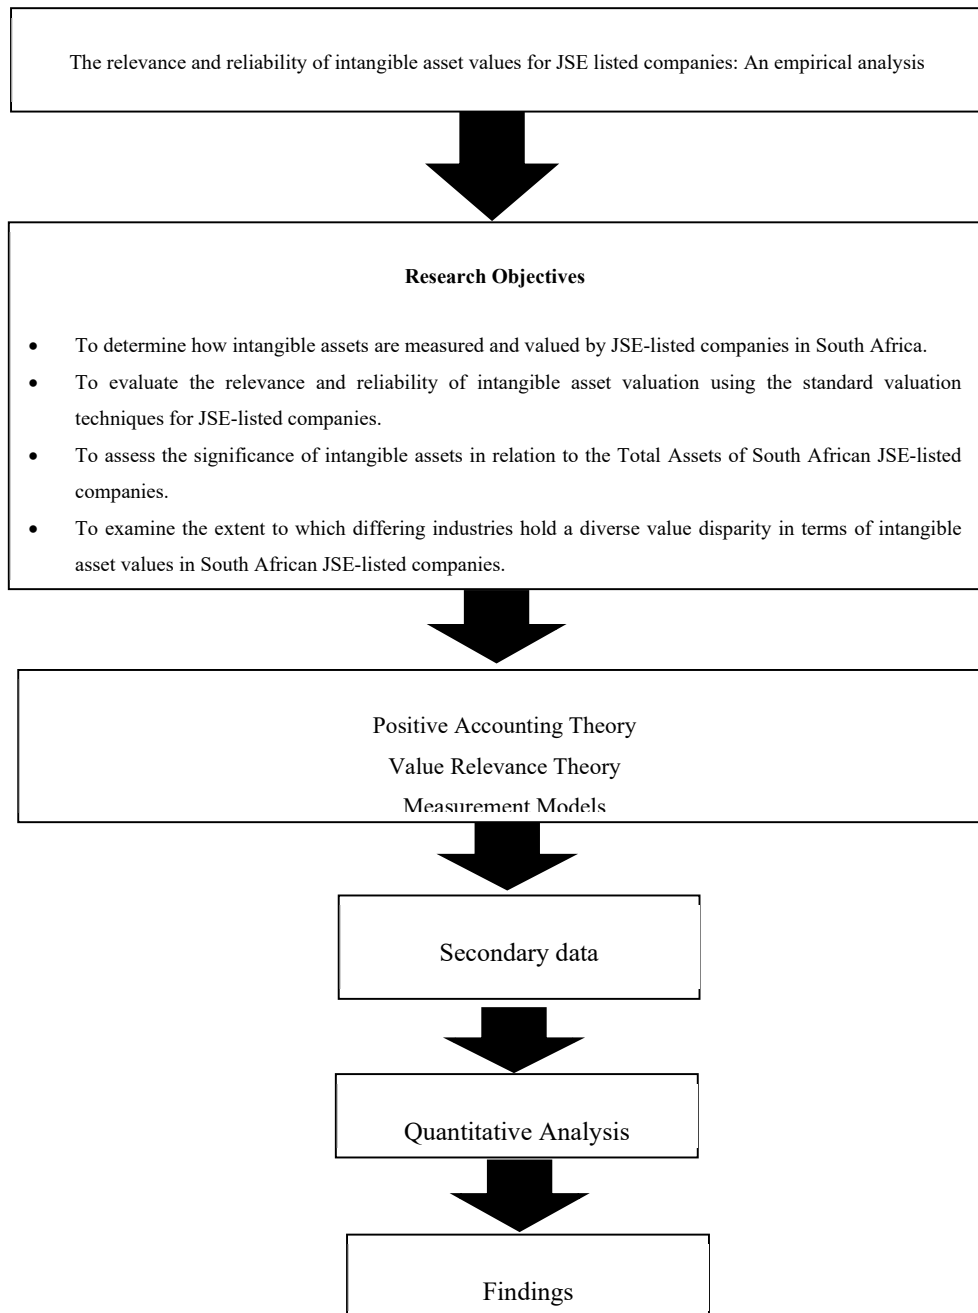 The relevance and reliability of intangible asset values for JSE listed companies: An empirical analysis
Research Objectives
• To determine how intangible assets are measured and valued by JSE-listed companies in South Africa.
• To evaluate the relevance and reliability of intangible asset valuation using the standard valuation
techniques for JSE-listed companies.
• To assess the significance of intangible assets in relation to the Total Assets of South African JSE-listed
companies.
• To examine the extent to which differing industries hold a diverse value disparity in terms of intangible
asset values in South African JSE-listed companies.
Positive Accounting Theory
Value Relevance Theory
Measurement Models
Secondary data
Quantitative Analysis
Findings